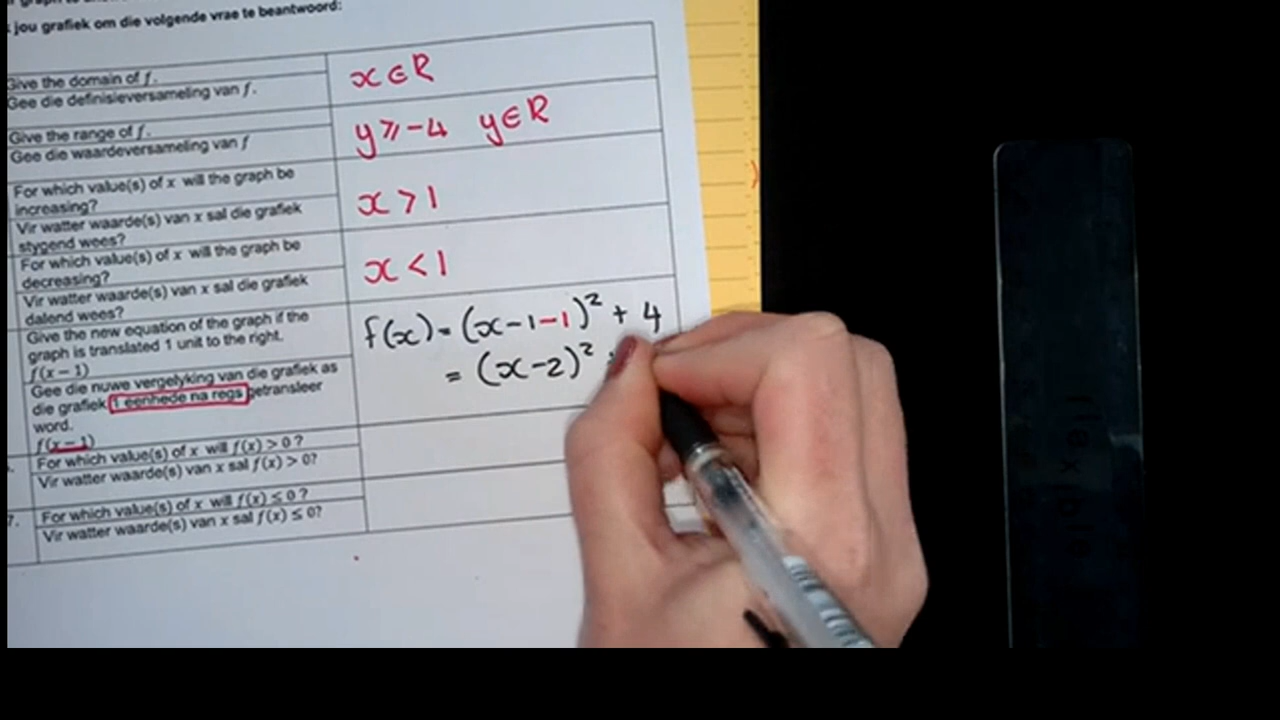 jou grafiek om die volgende vrae te beantwoord:
Give the domain of f.
Gee die definisieversameling van f.
x ∈ R
Give the range of f.
Gee die waardeversameling van f
y ≥ -4 y ∈ R
For which value(s) of x will the graph be
increasing?
Vir watter waarde(s) van x sal die grafiek
stygend wees?
x > 1
For which value(s) of x will the graph be
decreasing?
Vir watter waarde(s) van x sal die grafiek
dalend wees?
x < 1
Give the new equation of the graph if the
graph is translated 1 unit to the right.
f(x – 1)
Gee die nuwe vergelyking van die grafiek as
die grafiek 1 eenhede na regs getransleer
word.
f(x – 1)
f(x) = (x-1-1)² + 4
= (x-2)²
For which value(s) of x will f(x) > 0?
Vir watter waarde(s) van x sal f(x) > 0?
7. For which value(s) of x will f(x) ≤ 0?
Vir watter waarde(s) van x sal f(x) ≤ 0?